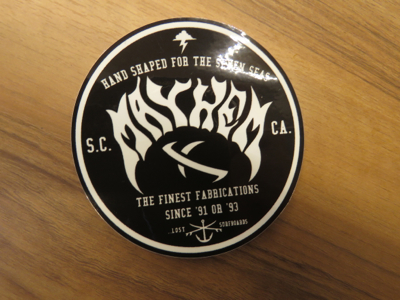 HAND SHAPED FOR THE SEVEN SEAS
MAYHEM
S.C. CA.
THE FINEST FABRICATIONS
SINCE '91 OR '93
...LOST SURFBOARDS